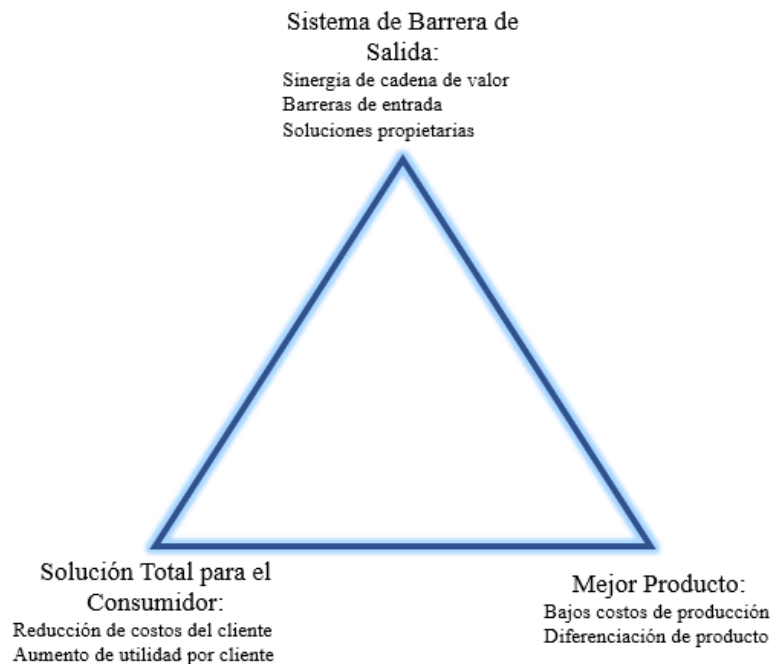 Sistema de Barrera de
Salida:
Sinergia de cadena de valor
Barreras de entrada
Soluciones propietarias
Solución Total para el
Consumidor:
Reducción de costos del cliente
Aumento de utilidad por cliente
Mejor Producto:
Bajos costos de producción
Diferenciación de producto